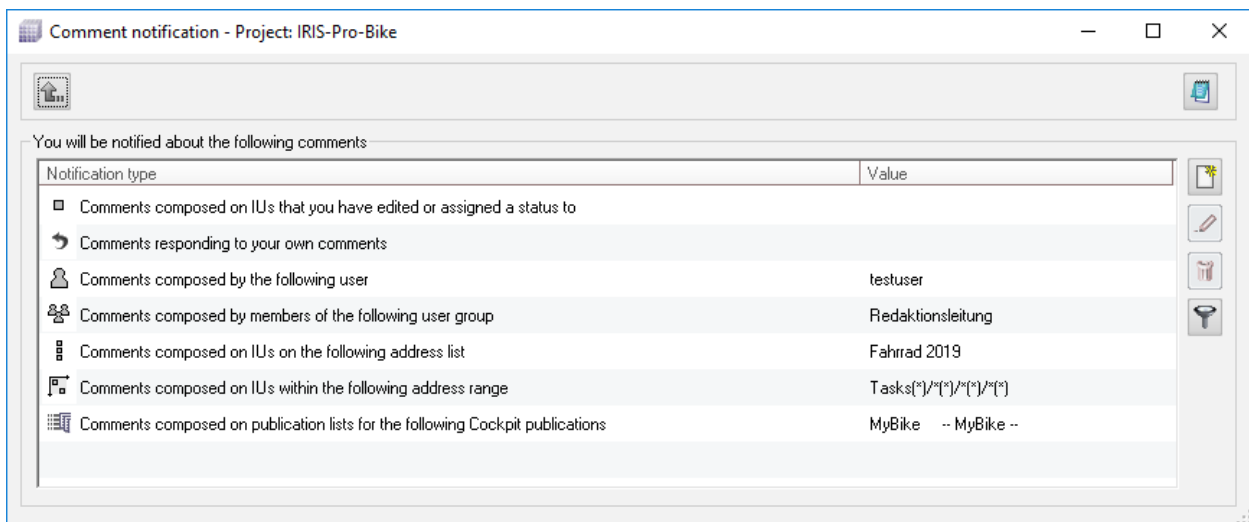 Comment notification - Project: IRIS-Pro-Bike
You will be notified about the following comments
Notification type Value
Comments composed on IUs that you have edited or assigned a status to
Comments responding to your own comments
Comments composed by the following user testuser
Comments composed by members of the following user group Redaktionsleitung
Comments composed on IUs on the following address list Fahrrad 2019
Comments composed on IUs within the following address range Tasks(*)/*(*)/*(*)/*(*)
Comments composed on publication lists for the following Cockpit publications MyBike -- MyBike --